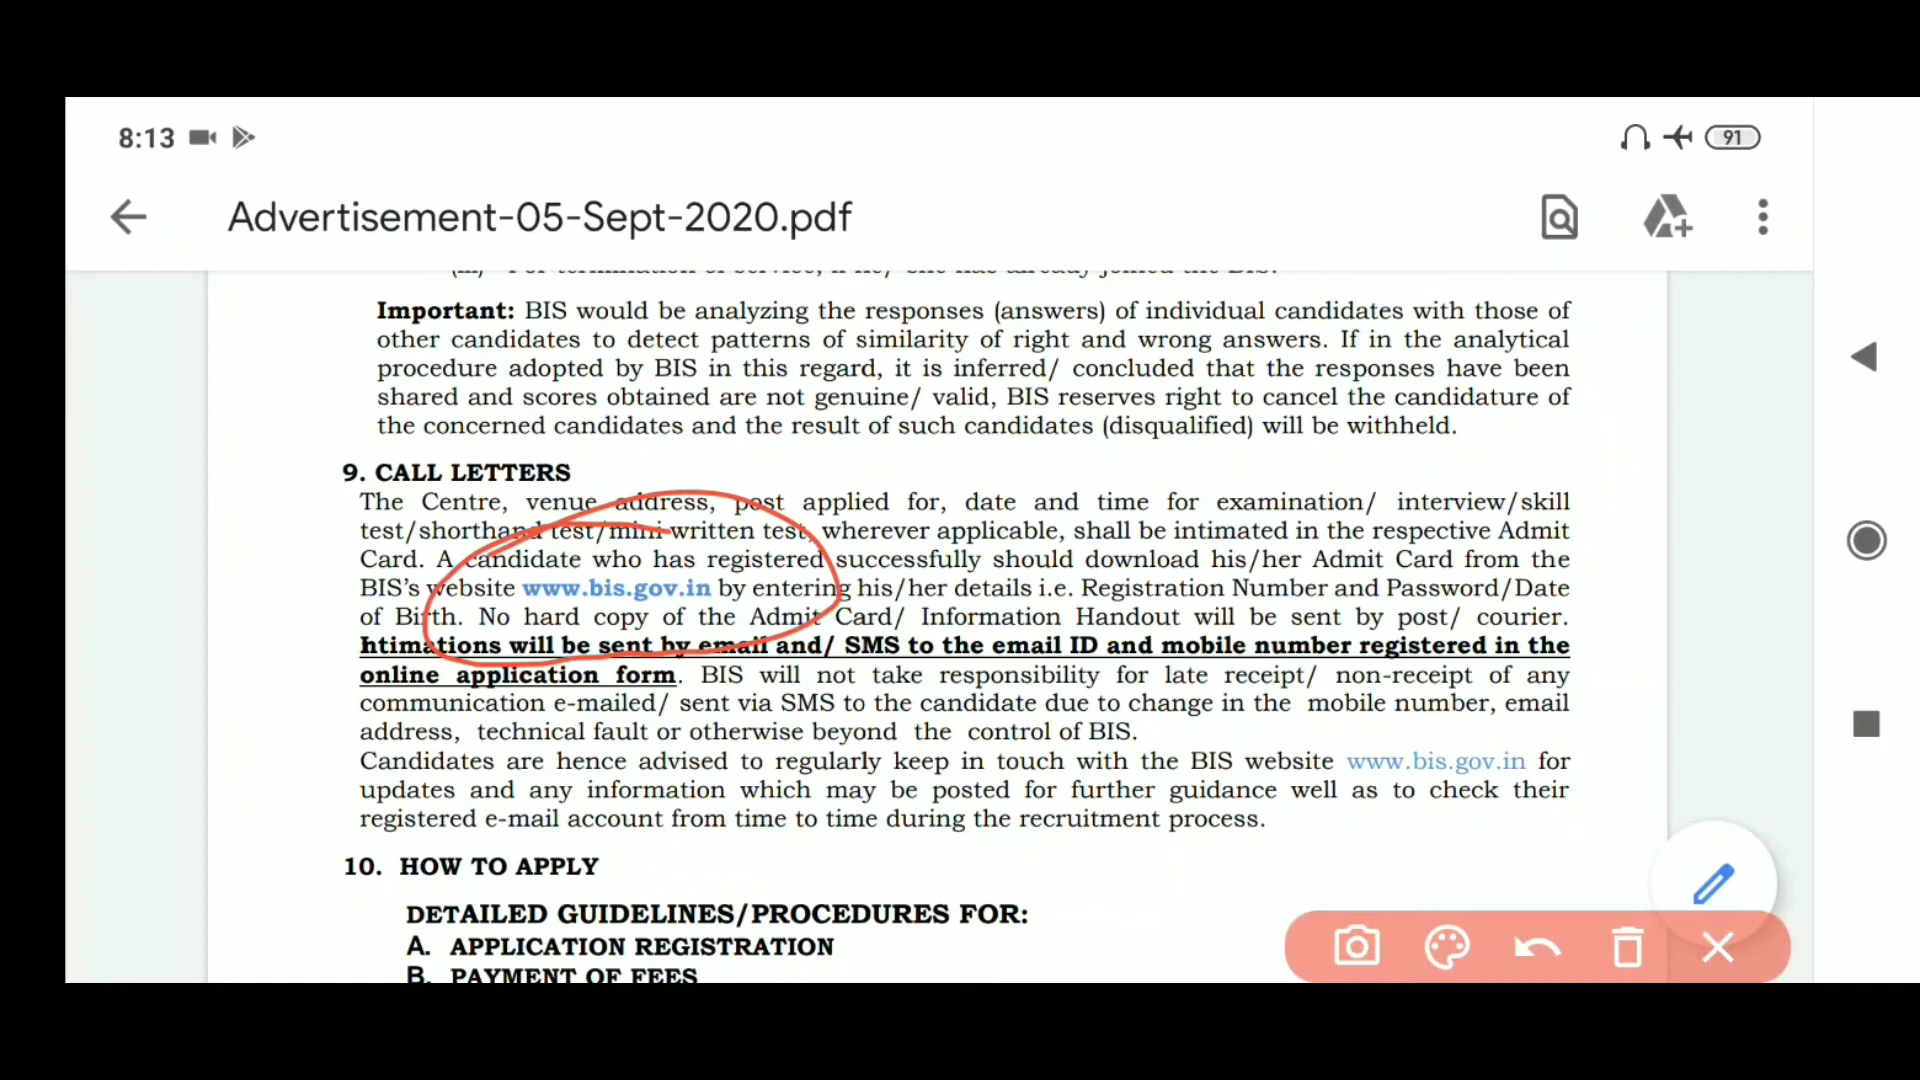 8:13
91
Advertisement-05-Sept-2020.pdf
(iii) For termination of service, if he/ she has already joined the BIS.
Important: BIS would be analyzing the responses (answers) of individual candidates with those of
other candidates to detect patterns of similarity of right and wrong answers. If in the analytical
procedure adopted by BIS in this regard, it is inferred/ concluded that the responses have been
shared and scores obtained are not genuine/ valid, BIS reserves right to cancel the candidature of
the concerned candidates and the result of such candidates (disqualified) will be withheld.
9. CALL LETTERS
The Centre, venue address, post applied for, date and time for examination/ interview/skill
test/shorthand test/mini written test, wherever applicable, shall be intimated in the respective Admit
Card. A candidate who has registered successfully should download his/her Admit Card from the
BIS's website www.bis.gov.in by entering his/her details i.e. Registration Number and Password/Date
of Birth. No hard copy of the Admit Card/ Information Handout will be sent by post/ courier.
htimations will be sent by email and/ SMS to the email ID and mobile number registered in the
online application form. BIS will not take responsibility for late receipt/ non-receipt of any
communication e-mailed/ sent via SMS to the candidate due to change in the mobile number, email
address, technical fault or otherwise beyond the control of BIS.
Candidates are hence advised to regularly keep in touch with the BIS website www.bis.gov.in for
updates and any information which may be posted for further guidance well as to check their
registered e-mail account from time to time during the recruitment process.
10. HOW TO APPLY
DETAILED GUIDELINES/PROCEDURES FOR:
A. APPLICATION REGISTRATION
B. PAYMENT OF FEES